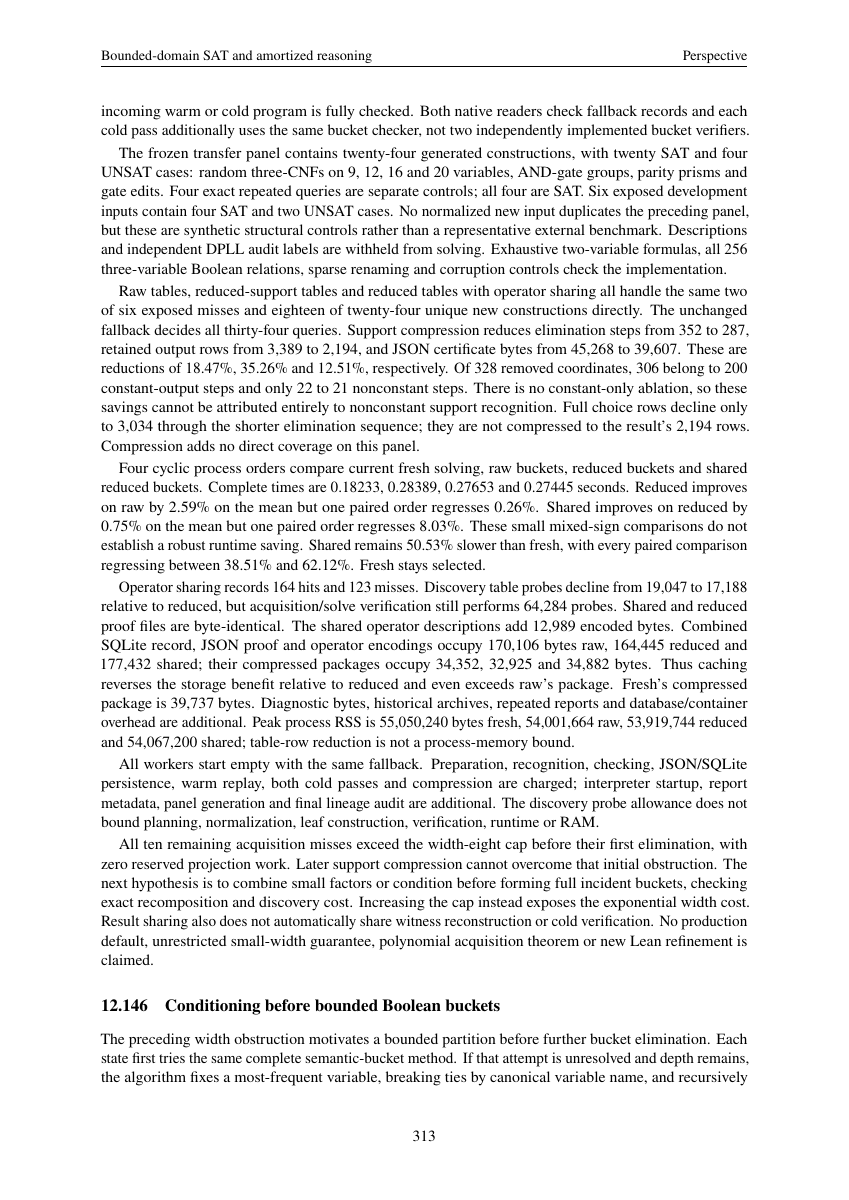 Bounded-domain SAT and amortized reasoning Perspective
incoming warm or cold program is fully checked. Both native readers check fallback records and each
cold pass additionally uses the same bucket checker, not two independently implemented bucket verifiers.
The frozen transfer panel contains twenty-four generated constructions, with twenty SAT and four
UNSAT cases: random three-CNFs on 9, 12, 16 and 20 variables, AND-gate groups, parity prisms and
gate edits. Four exact repeated queries are separate controls; all four are SAT. Six exposed development
inputs contain four SAT and two UNSAT cases. No normalized new input duplicates the preceding panel,
but these are synthetic structural controls rather than a representative external benchmark. Descriptions
and independent DPLL audit labels are withheld from solving. Exhaustive two-variable formulas, all 256
three-variable Boolean relations, sparse renaming and corruption controls check the implementation.
Raw tables, reduced-support tables and reduced tables with operator sharing all handle the same two
of six exposed misses and eighteen of twenty-four unique new constructions directly. The unchanged
fallback decides all thirty-four queries. Support compression reduces elimination steps from 352 to 287,
retained output rows from 3,389 to 2,194, and JSON certificate bytes from 45,268 to 39,607. These are
reductions of 18.47%, 35.26% and 12.51%, respectively. Of 328 removed coordinates, 306 belong to 200
constant-output steps and only 22 to 21 nonconstant steps. There is no constant-only ablation, so these
savings cannot be attributed entirely to nonconstant support recognition. Full choice rows decline only
to 3,034 through the shorter elimination sequence; they are not compressed to the result's 2,194 rows.
Compression adds no direct coverage on this panel.
Four cyclic process orders compare current fresh solving, raw buckets, reduced buckets and shared
reduced buckets. Complete times are 0.18233, 0.28389, 0.27653 and 0.27445 seconds. Reduced improves
on raw by 2.59% on the mean but one paired order regresses 0.26%. Shared improves on reduced by
0.75% on the mean but one paired order regresses 8.03%. These small mixed-sign comparisons do not
establish a robust runtime saving. Shared remains 50.53% slower than fresh, with every paired comparison
regressing between 38.51% and 62.12%. Fresh stays selected.
Operator sharing records 164 hits and 123 misses. Discovery table probes decline from 19,047 to 17,188
relative to reduced, but acquisition/solve verification still performs 64,284 probes. Shared and reduced
proof files are byte-identical. The shared operator descriptions add 12,989 encoded bytes. Combined
SQLite record, JSON proof and operator encodings occupy 170,106 bytes raw, 164,445 reduced and
177,432 shared; their compressed packages occupy 34,352, 32,925 and 34,882 bytes. Thus caching
reverses the storage benefit relative to reduced and even exceeds raw's package. Fresh's compressed
package is 39,737 bytes. Diagnostic bytes, historical archives, repeated reports and database/container
overhead are additional. Peak process RSS is 55,050,240 bytes fresh, 54,001,664 raw, 53,919,744 reduced
and 54,067,200 shared; table-row reduction is not a process-memory bound.
All workers start empty with the same fallback. Preparation, recognition, checking, JSON/SQLite
persistence, warm replay, both cold passes and compression are charged; interpreter startup, report
metadata, panel generation and final lineage audit are additional. The discovery probe allowance does not
bound planning, normalization, leaf construction, verification, runtime or RAM.
All ten remaining acquisition misses exceed the width-eight cap before their first elimination, with
zero reserved projection work. Later support compression cannot overcome that initial obstruction. The
next hypothesis is to combine small factors or condition before forming full incident buckets, checking
exact recomposition and discovery cost. Increasing the cap instead exposes the exponential width cost.
Result sharing also does not automatically share witness reconstruction or cold verification. No production
default, unrestricted small-width guarantee, polynomial acquisition theorem or new Lean refinement is
claimed.
12.146 Conditioning before bounded Boolean buckets
The preceding width obstruction motivates a bounded partition before further bucket elimination. Each
state first tries the same complete semantic-bucket method. If that attempt is unresolved and depth remains,
the algorithm fixes a most-frequent variable, breaking ties by canonical variable name, and recursively
313